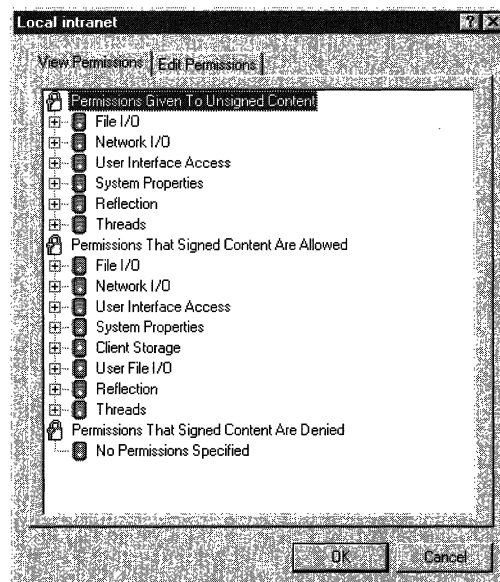 Local intranet
View Permissions
Edit Permissions
Permissions Given To Unsigned Content
File I/O
Network I/O
User Interface Access
System Properties
Reflection
Threads
Permissions That Signed Content Are Allowed
File I/O
Network I/O
User Interface Access
System Properties
Client Storage
User File I/O
Reflection
Threads
Permissions That Signed Content Are Denied
No Permissions Specified
OK
Cancel